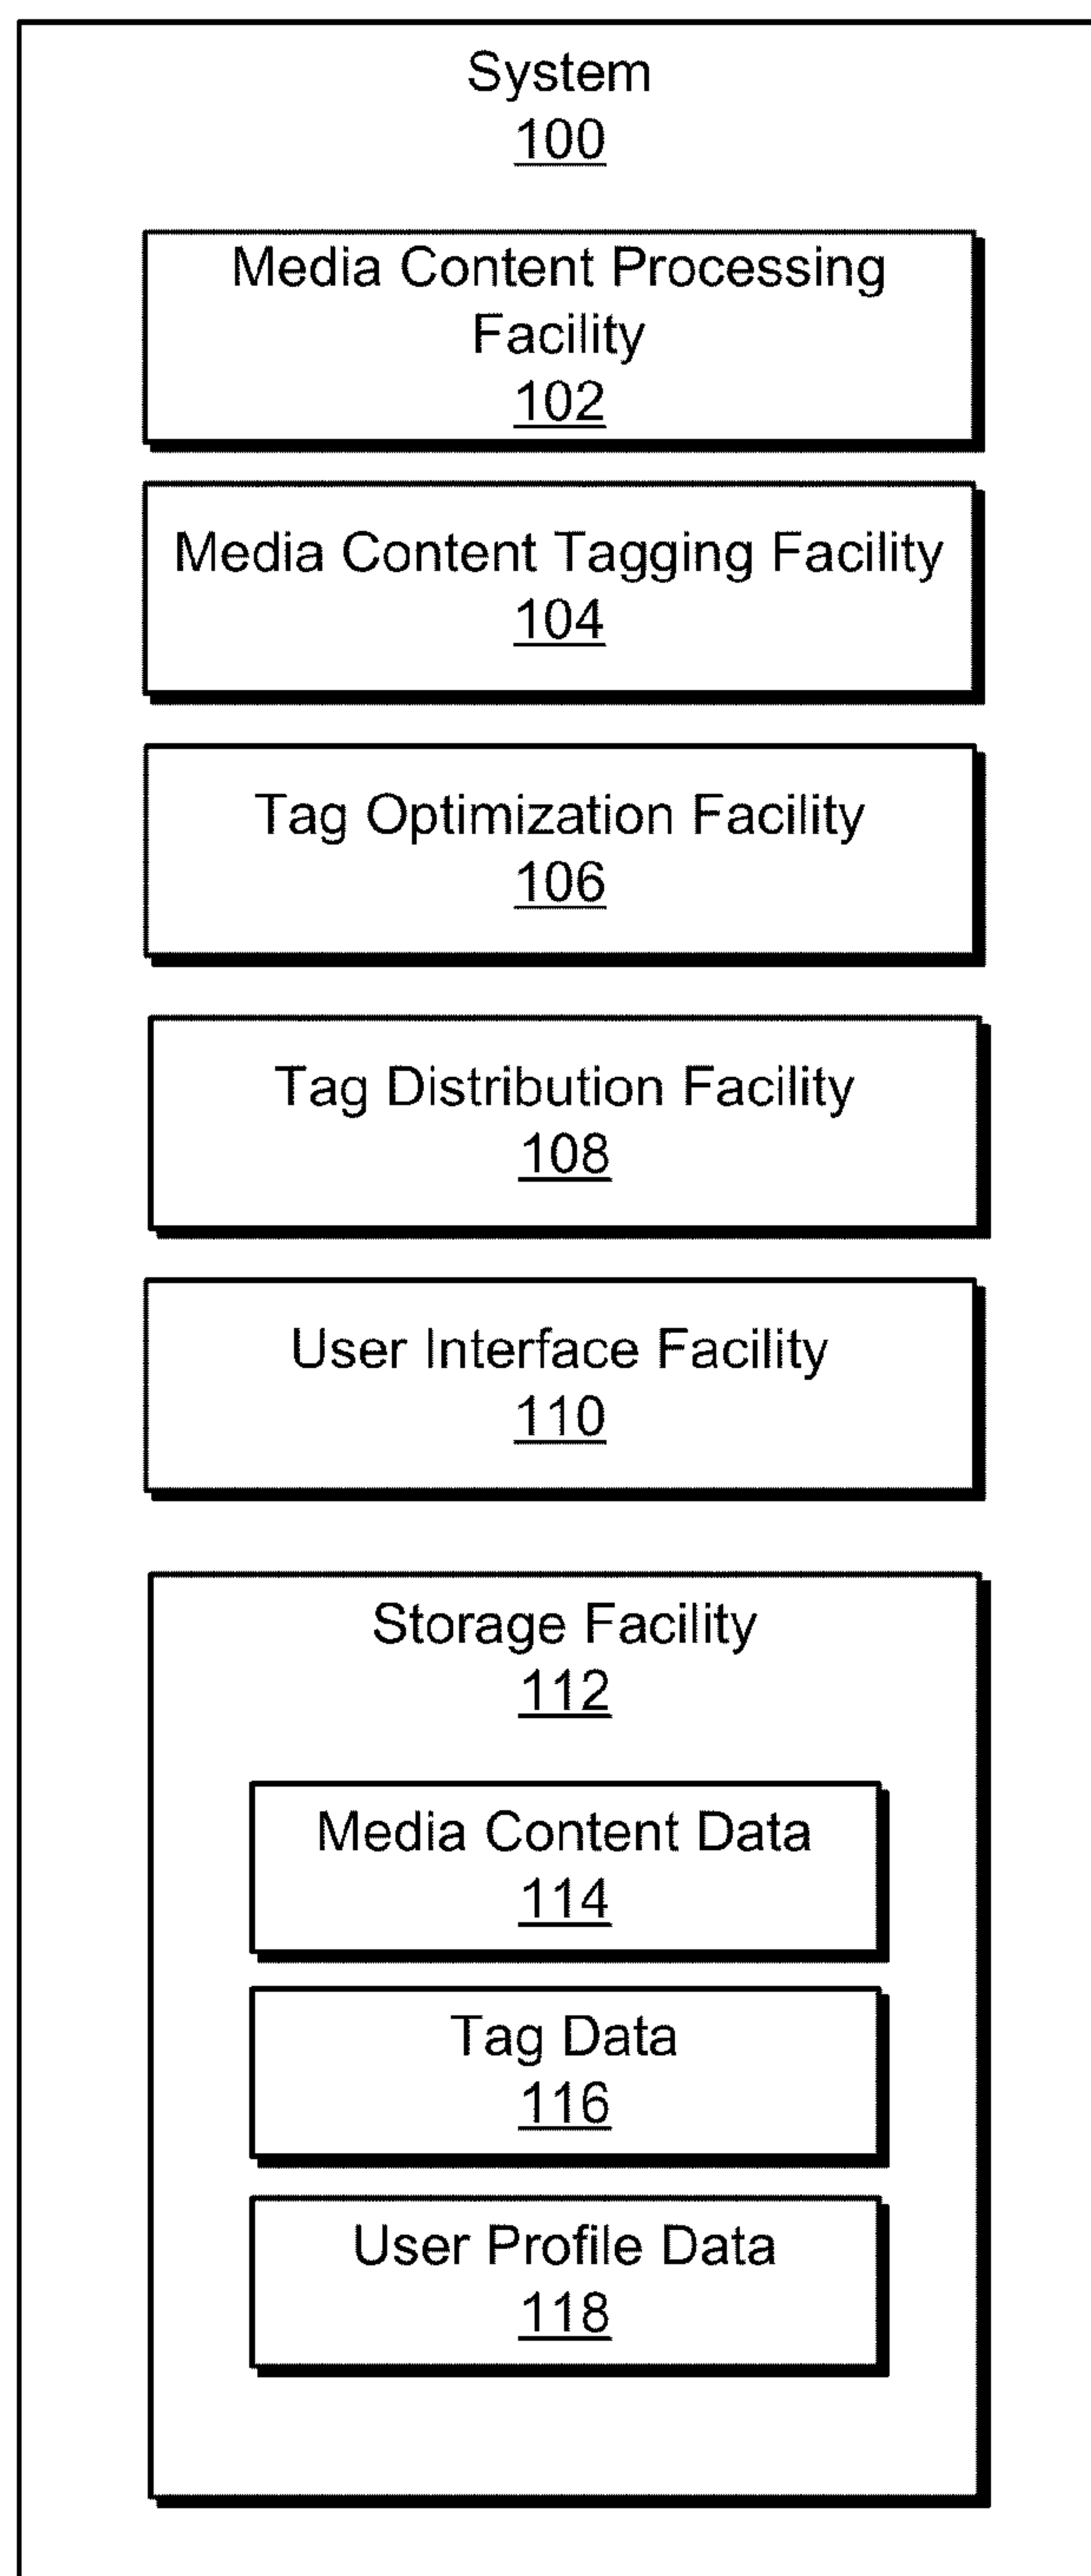 System
100
Media Content Processing
Facility
102
Media Content Tagging Facility
104
Tag Optimization Facility
106
Tag Distribution Facility
108
User Interface Facility
110
Storage Facility
112
Media Content Data
114
Tag Data
116
User Profile Data
118